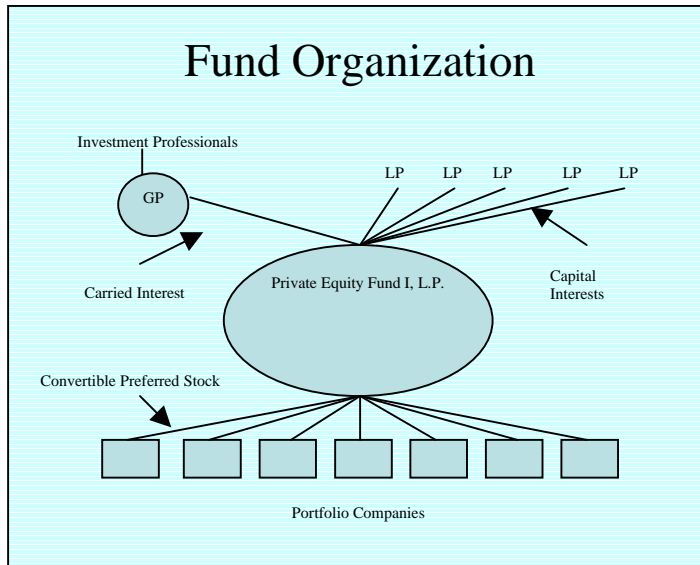 Fund Organization
Investment Professionals
GP
LP LP LP LP LP
Carried Interest
Private Equity Fund I, L.P.
Capital
Interests
Convertible Preferred Stock
Portfolio Companies